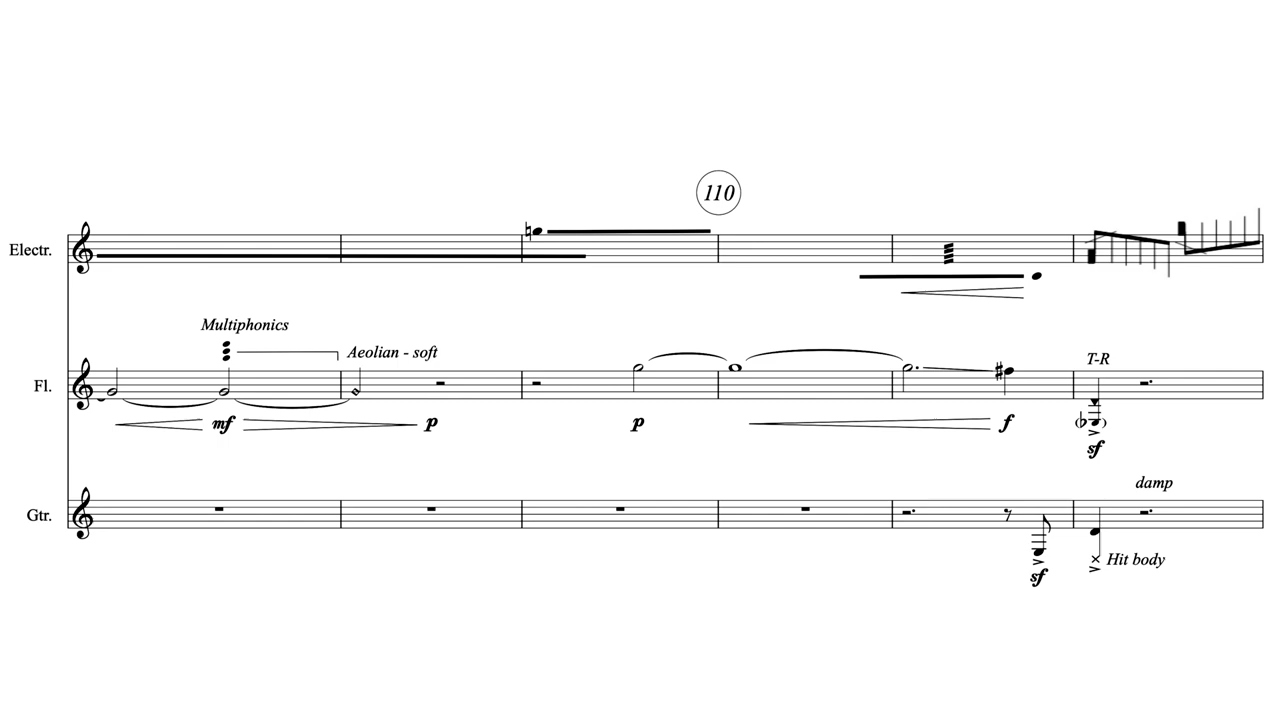 110
Electr.
Multiphonics
Aeolian - soft
T-R
Fl.
mf
p
p
f
sf
damp
Gtr.
Hit body
sf